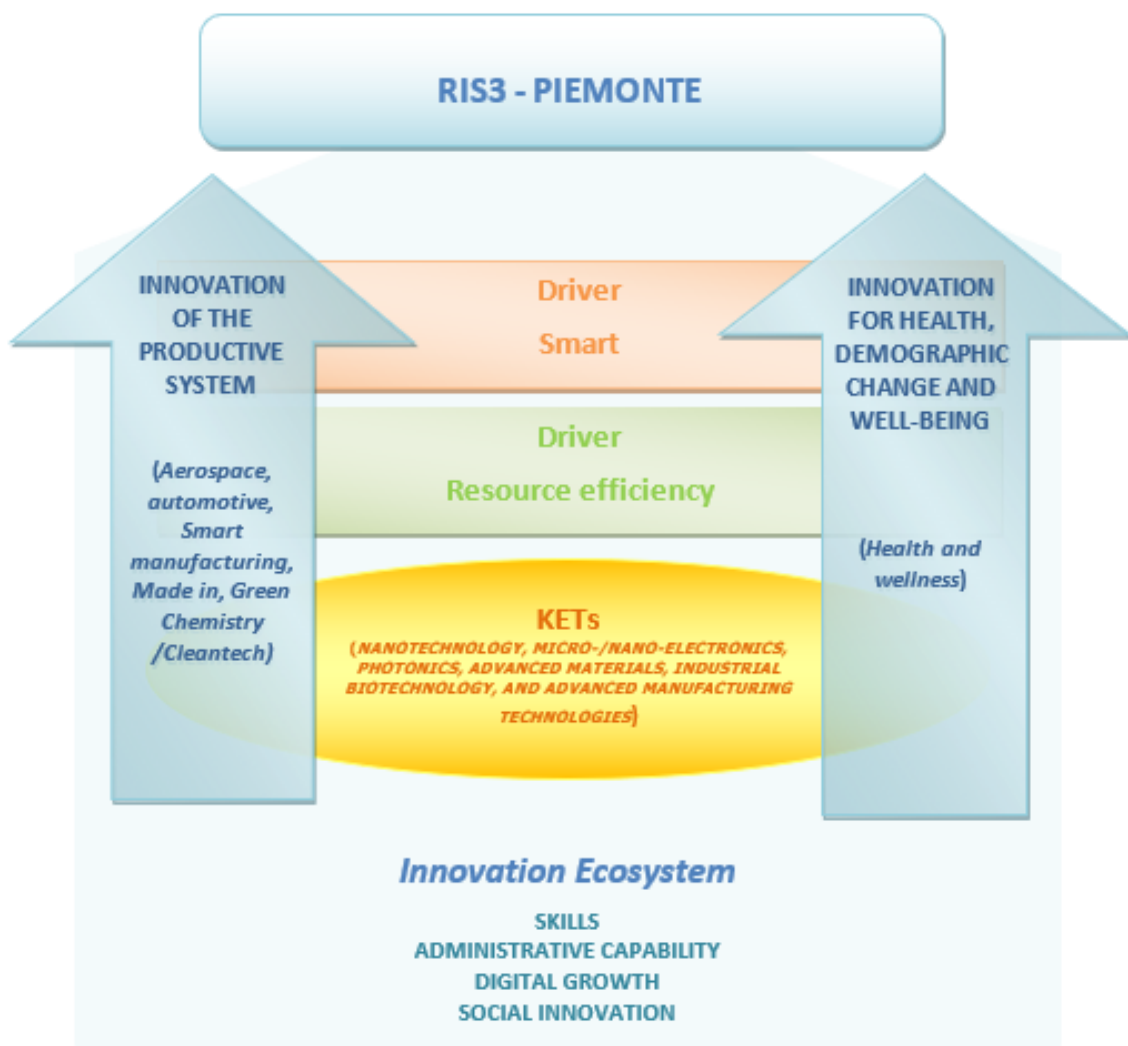 RIS3 - PIEMONTE
INNOVATION
OF THE
PRODUCTIVE
SYSTEM
(Aerospace,
automotive,
Smart
manufacturing,
Made in, Green
Chemistry
/Cleantech)
Driver
Smart
Driver
Resource efficiency
KETs
(NANOTECHNOLOGY, MICRO-/NANO-ELECTRONICS,
PHOTONICS, ADVANCED MATERIALS, INDUSTRIAL
BIOTECHNOLOGY, AND ADVANCED MANUFACTURING
TECHNOLOGIES)
INNOVATION
FOR HEALTH,
DEMOGRAPHIC
CHANGE AND
WELL-BEING
(Health and
wellness)
Innovation Ecosystem
SKILLS
ADMINISTRATIVE CAPABILITY
DIGITAL GROWTH
SOCIAL INNOVATION